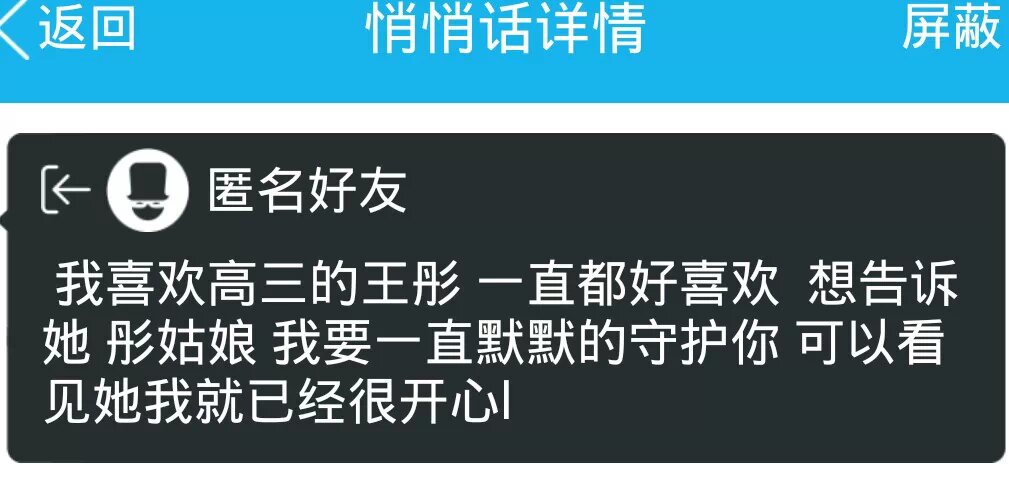 返回 悄悄话详情 屏蔽
匿名好友
我喜欢高三的王彤 一直都好喜欢 想告诉
她 彤姑娘 我要一直默默的守护你 可以看
见她我就已经很开心l